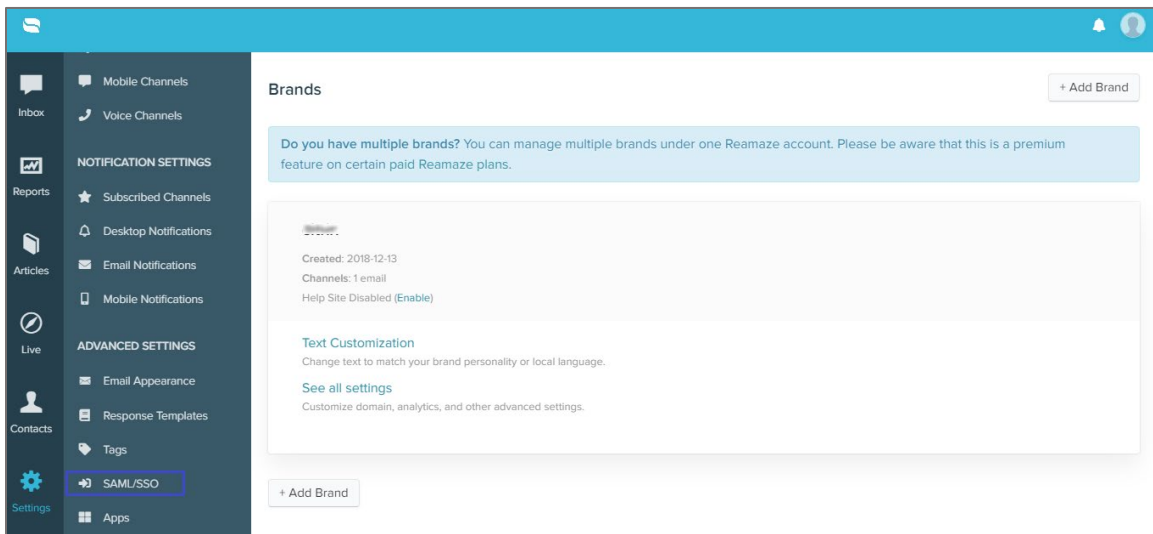 Inbox
Reports
Articles
Live
Contacts
Settings
Mobile Channels
Voice Channels
NOTIFICATION SETTINGS
Subscribed Channels
Desktop Notifications
Email Notifications
Mobile Notifications
ADVANCED SETTINGS
Email Appearance
Response Templates
Tags
SAML/SSO
Apps
Brands
+ Add Brand
Do you have multiple brands? You can manage multiple brands under one Reamaze account. Please be aware that this is a premium
feature on certain paid Reamaze plans.
Created: 2018-12-13
Channels: 1 email
Help Site Disabled (Enable)
Text Customization
Change text to match your brand personality or local language.
See all settings
Customize domain, analytics, and other advanced settings.
+ Add Brand